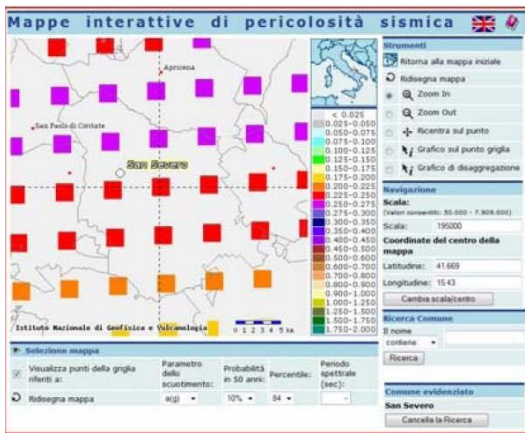 Mappe interattive di pericolosità sismica
Apricena
San Paolo di Civitate
San Severo
Istituto Nazionale di Geofisica e Vulcanologia
0 1 2 3 4 5 km
< 0.025
0.025-0.050
0.050-0.075
0.075-0.100
0.100-0.125
0.125-0.150
0.150-0.175
0.175-0.200
0.200-0.225
0.225-0.250
0.250-0.275
0.275-0.300
0.300-0.350
0.350-0.400
0.400-0.450
0.450-0.500
0.500-0.600
0.600-0.700
0.700-0.800
0.800-0.900
0.900-1.000
1.000-1.250
1.250-1.500
1.500-1.750
1.750-2.000
Strumenti
Ritorna alla mappa iniziale
Ridisegna mappa
Zoom In
Zoom Out
Ricentra sul punto
Grafico sul punto griglia
Grafico di disaggregazione
Navigazione
Scala:
(Valori consentiti: 50.000 - 7.909.000)
Scala: 195000
Coordinate del centro della mappa
Latitudine: 41.669
Longitudine: 15.43
Cambia scala/centro
Ricerca Comune
Il nome
contiene
Ricerca
Comune evidenziato
San Severo
Cancella la Ricerca
Selezione mappa
Visualizza punti della griglia riferiti a:
Parametro dello scuotimento:
Probabilità in 50 anni:
Percentile:
Periodo spettrale (sec):
Ridisegna mappa
a(g)
10%
84
-